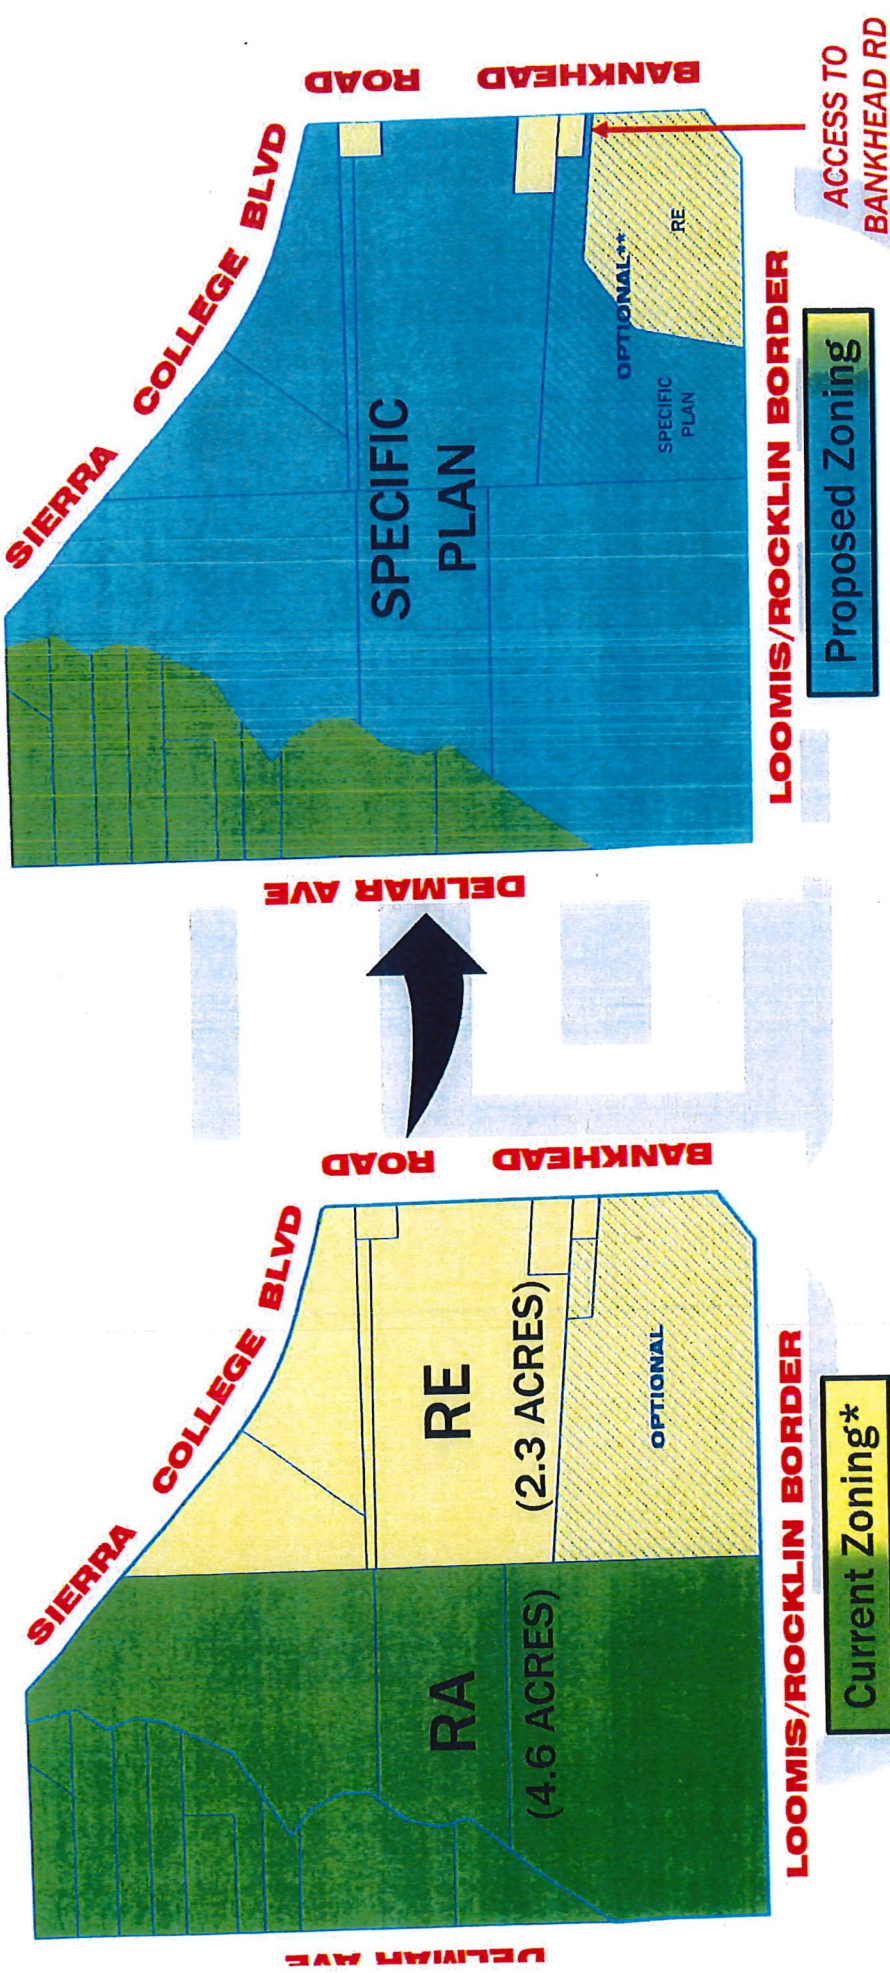 SIERRA COLLEGE BLVD
DELMAR AVE
RA
(4.6 ACRES)
RE
(2.3 ACRES)
OPTIONAL
BANKHEAD ROAD
LOOMIS/ROCKLIN BORDER
Current Zoning*
SIERRA COLLEGE BLVD
DELMAR AVE
SPECIFIC
PLAN
OPTIONAL**
SPECIFIC
PLAN
RE
BANKHEAD ROAD
LOOMIS/ROCKLIN BORDER
Proposed Zoning
ACCESS TO
BANKHEAD RD